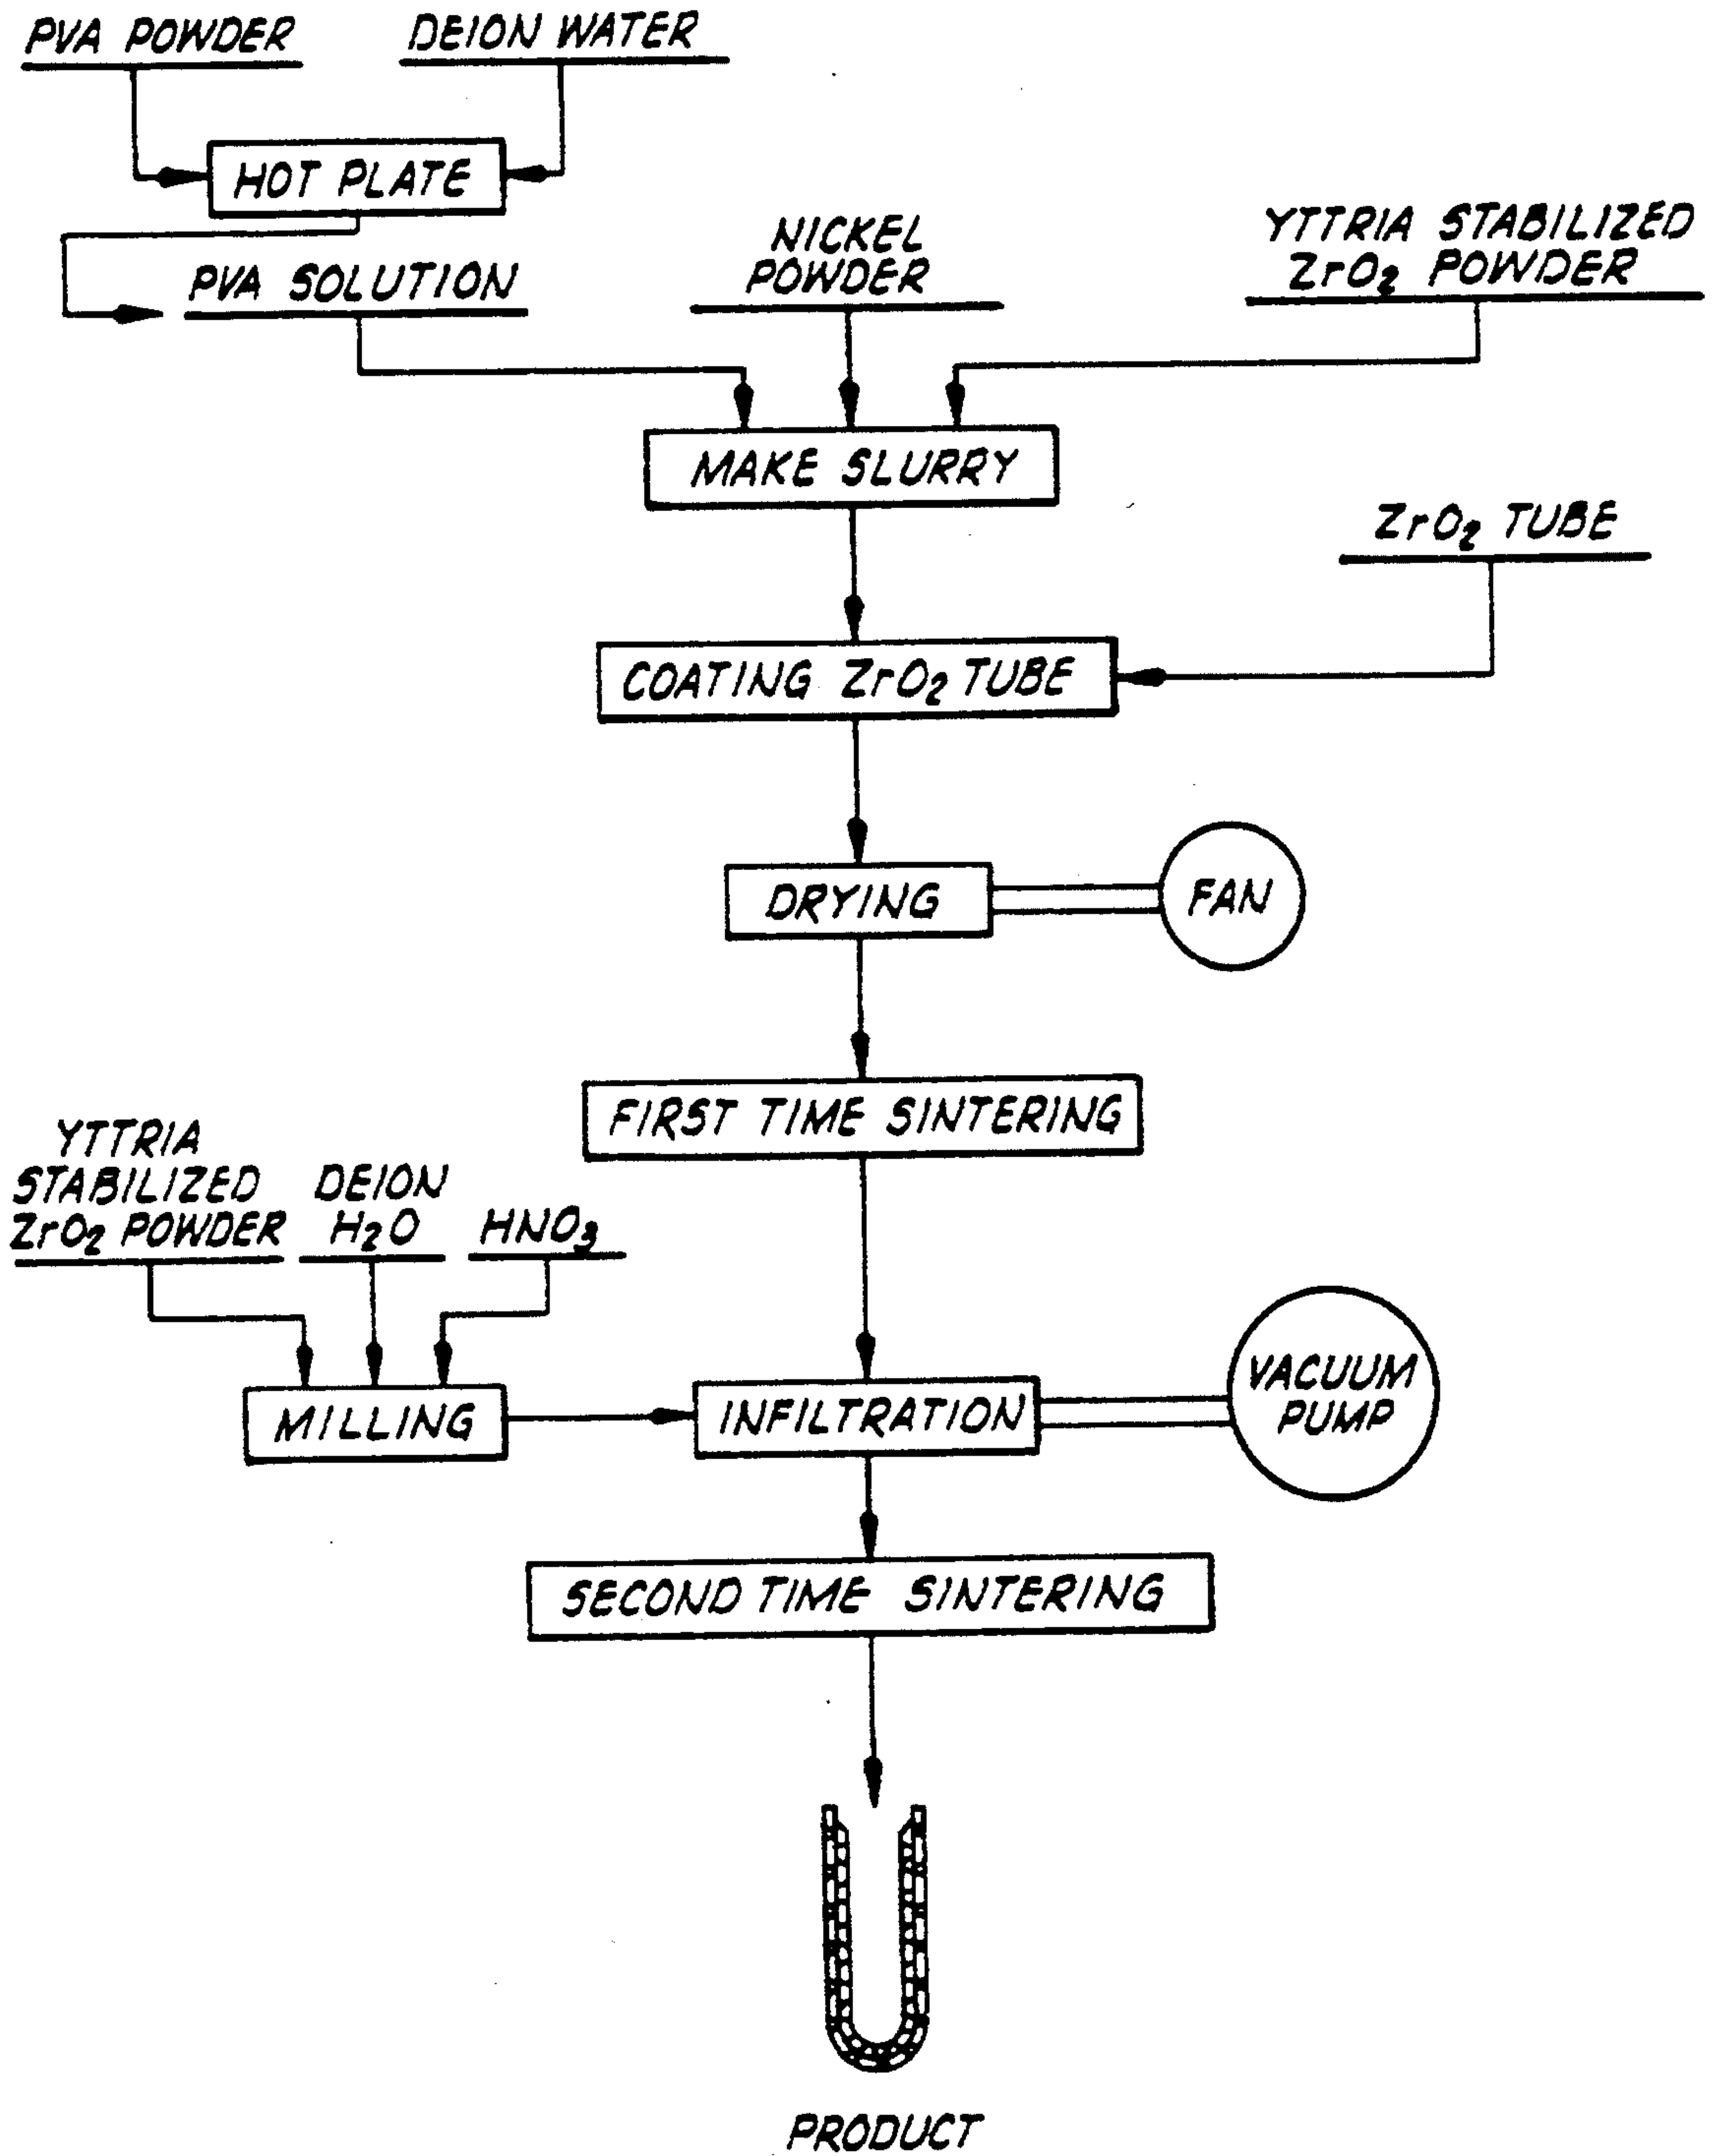 PVA POWDER
DEION WATER
HOT PLATE
PVA SOLUTION
NICKEL
POWDER
YTTRIA STABILIZED
ZrO₂ POWDER
MAKE SLURRY
ZrO₂ TUBE
COATING ZrO₂ TUBE
DRYING
FAN
FIRST TIME SINTERING
YTTRIA
STABILIZED
ZrO₂ POWDER
DEION
H₂O
HNO₃
MILLING
INFILTRATION
VACUUM
PUMP
SECOND TIME SINTERING
PRODUCT